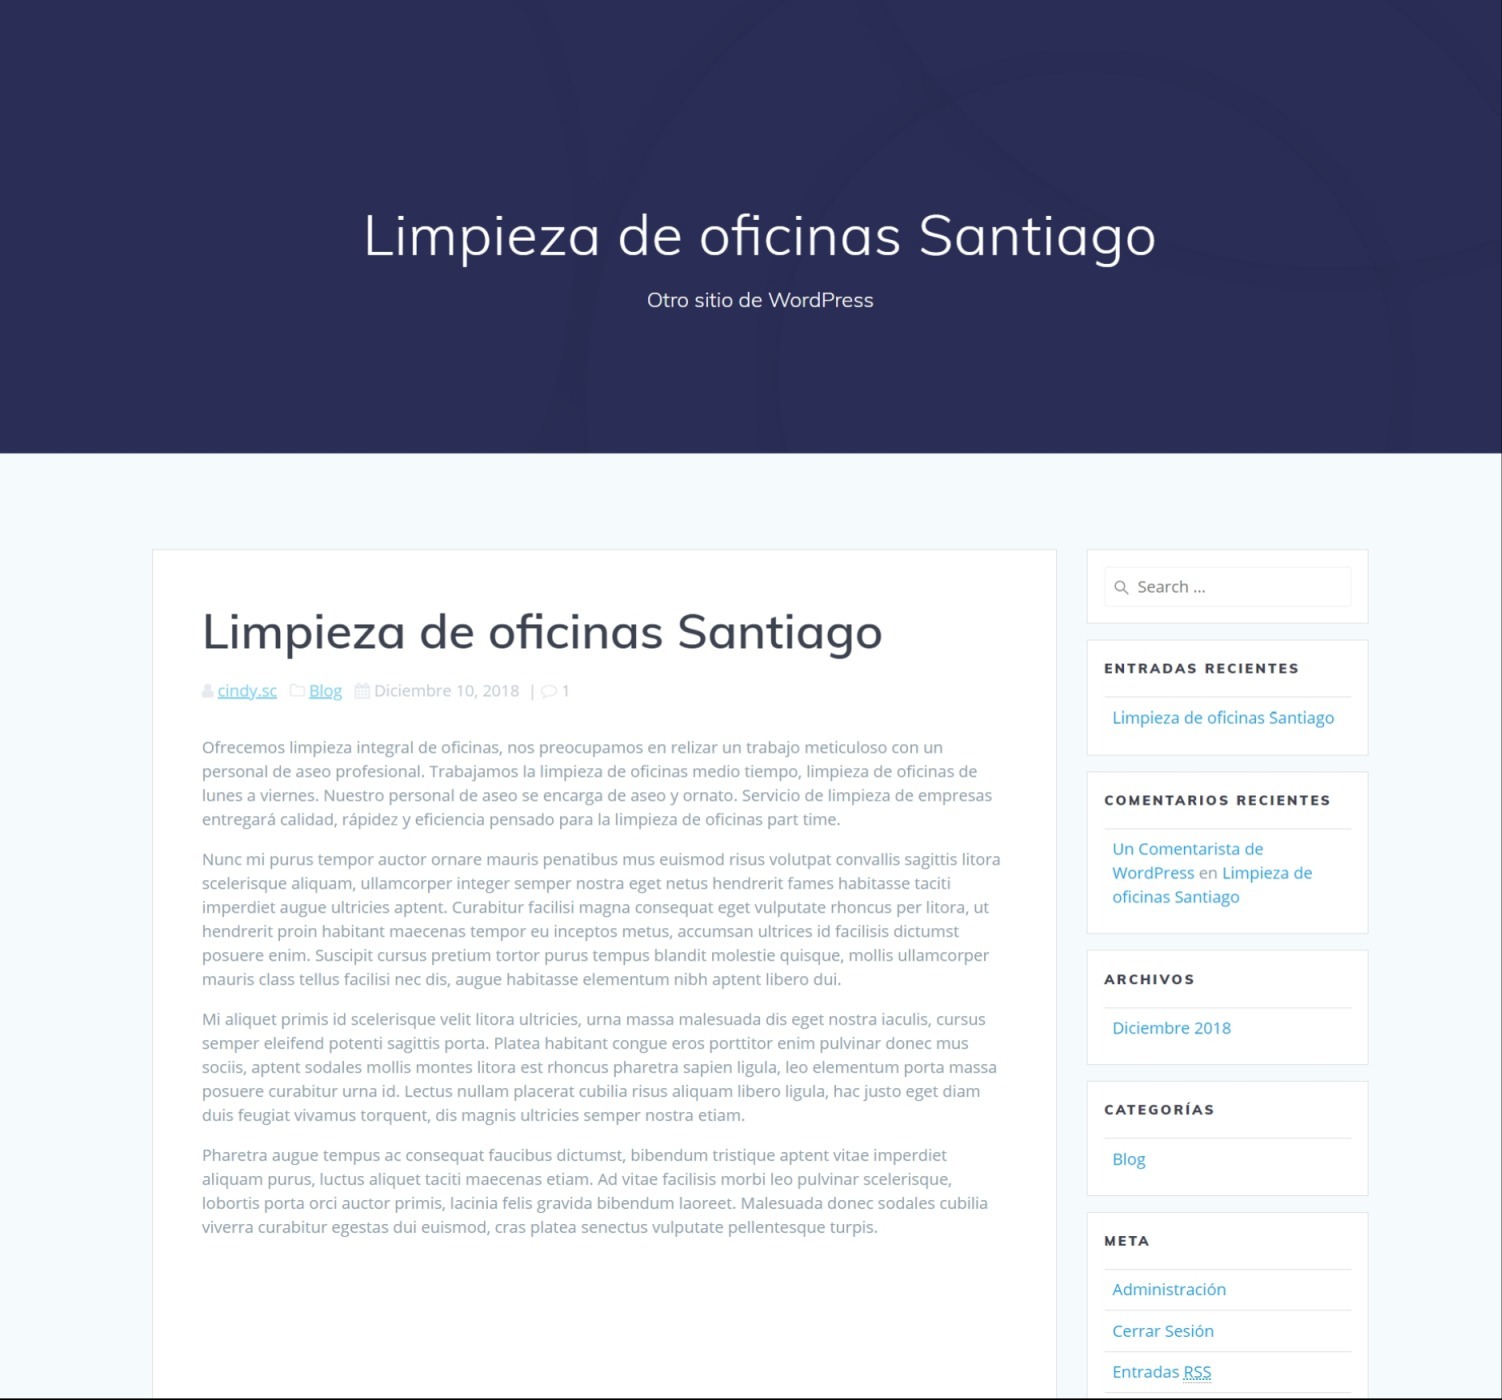 Limpieza de oficinas Santiago
Otro sitio de WordPress
Limpieza de oficinas Santiago
cindy.sc Blog Diciembre 10, 2018 | 1
Ofrecemos limpieza integral de oficinas, nos preocupamos en relizar un trabajo meticuloso con un
personal de aseo profesional. Trabajamos la limpieza de oficinas medio tiempo, limpieza de oficinas de
lunes a viernes. Nuestro personal de aseo se encarga de aseo y ornato. Servicio de limpieza de empresas
entregará calidad, rápidez y eficiencia pensado para la limpieza de oficinas part time.
Nunc mi purus tempor auctor ornare mauris penatibus mus euismod risus volutpat convallis sagittis litora
scelerisque aliquam, ullamcorper integer semper nostra eget netus hendrerit fames habitasse taciti
imperdiet augue ultricies aptent. Curabitur facilisi magna consequat eget vulputate rhoncus per litora, ut
hendrerit proin habitant maecenas tempor eu inceptos metus, accumsan ultrices id facilisis dictumst
posuere enim. Suscipit cursus pretium tortor purus tempus blandit molestie quisque, mollis ullamcorper
mauris class tellus facilisi nec dis, augue habitasse elementum nibh aptent libero dui.
Mi aliquet primis id scelerisque velit litora ultricies, urna massa malesuada dis eget nostra iaculis, cursus
semper eleifend potenti sagittis porta. Platea habitant congue eros porttitor enim pulvinar donec mus
sociis, aptent sodales mollis montes litora est rhoncus pharetra sapien ligula, leo elementum porta massa
posuere curabitur urna id. Lectus nullam placerat cubilia risus aliquam libero ligula, hac justo eget diam
duis feugiat vivamus torquent, dis magnis ultricies semper nostra etiam.
Pharetra augue tempus ac consequat faucibus dictumst, bibendum tristique aptent vitae imperdiet
aliquam purus, luctus aliquet taciti maecenas etiam. Ad vitae facilisis morbi leo pulvinar scelerisque,
lobortis porta orci auctor primis, lacinia felis gravida bibendum laoreet. Malesuada donec sodales cubilia
viverra curabitur egestas dui euismod, cras platea senectus vulputate pellentesque turpis.
Search ...
ENTRADAS RECIENTES
Limpieza de oficinas Santiago
COMENTARIOS RECIENTES
Un Comentarista de
WordPress en Limpieza de
oficinas Santiago
ARCHIVOS
Diciembre 2018
CATEGORÍAS
Blog
META
Administración
Cerrar Sesión
Entradas RSS